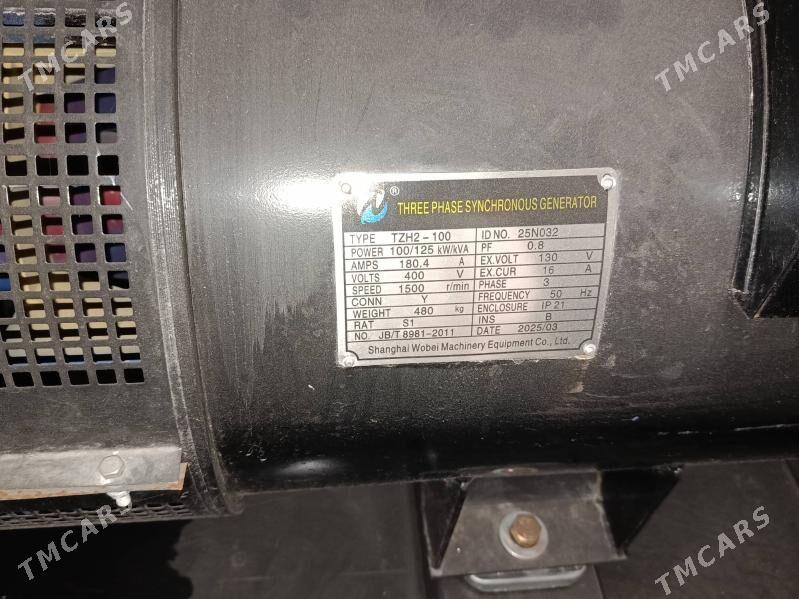 TMCARS
TMCARS
® THREE PHASE SYNCHRONOUS GENERATOR
TYPE TZH2-100 ID NO. 25N032
POWER 100/125 kW/kVA PF 0.8
AMPS 180.4 A EX.VOLT 130 V
VOLTS 400 V EX.CUR 16 A
SPEED 1500 r/min PHASE 3
CONN Y FREQUENCY 50 Hz
WEIGHT 480 kg ENCLOSURE IP 21
RAT S1 INS B
NO. JB/T 8981-2011 DATE 2025/03
Shanghai Wobei Machinery Equipment Co., Ltd.
TMCARS
TMCARS